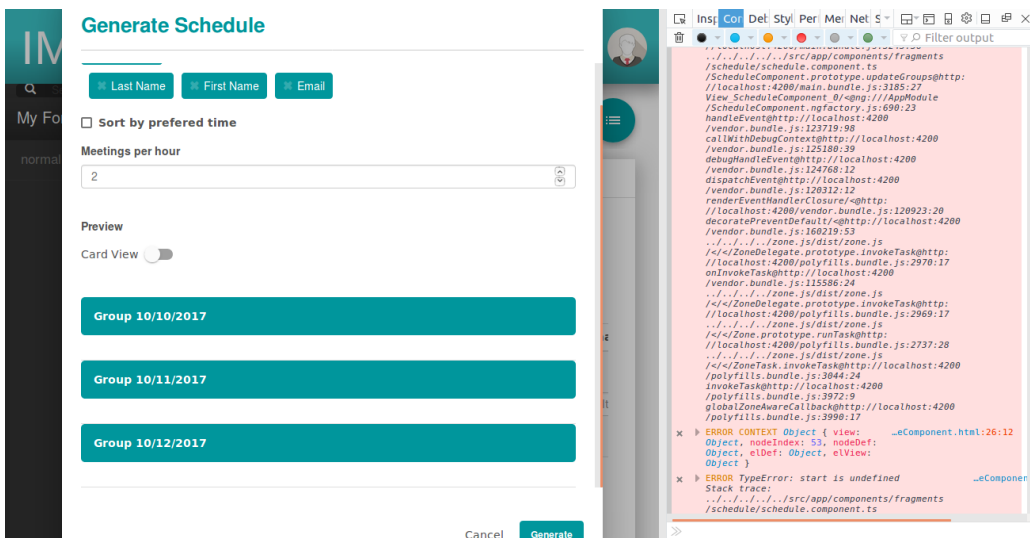 Generate Schedule
IM
My Fo
normal
× Last Name × First Name × Email
Sort by prefered time
Meetings per hour
2
Preview
Card View
Group 10/10/2017
Group 10/11/2017
Group 10/12/2017
Cancel Generate
Insp Cor Deb Styl Per Mer Net S
Filter output
../../../../../src/app/components/fragments
/schedule/schedule.component.ts
/ScheduleComponent.prototype.updateGroups@http:
//localhost:4200/main.bundle.js:3185:27
View_ScheduleComponent_0/<@ng:///AppModule
/ScheduleComponent.ngfactory.js:690:23
handleEvent@http://localhost:4200
/vendor.bundle.js:123719:98
callWithDebugContext@http://localhost:4200
/vendor.bundle.js:125180:39
debugHandleEvent@http://localhost:4200
/vendor.bundle.js:124768:12
dispatchEvent@http://localhost:4200
/vendor.bundle.js:120312:12
renderEventHandlerClosure/<@http:
//localhost:4200/vendor.bundle.js:120923:20
decoratePreventDefault/<@http://localhost:4200
/vendor.bundle.js:160219:53
../../../../zone.js/dist/zone.js
/</</ZoneDelegate.prototype.invokeTask@http:
//localhost:4200/polyfills.bundle.js:2970:17
onInvokeTask@http://localhost:4200
/vendor.bundle.js:115586:24
../../../../zone.js/dist/zone.js
/</</ZoneDelegate.prototype.invokeTask@http:
//localhost:4200/polyfills.bundle.js:2969:17
../../../../zone.js/dist/zone.js
/</</Zone.prototype.runTask@http:
//localhost:4200/polyfills.bundle.js:2737:28
../../../../zone.js/dist/zone.js
/</</ZoneTask.invokeTask@http://localhost:4200
/polyfills.bundle.js:3044:24
invokeTask@http://localhost:4200
/polyfills.bundle.js:3972:9
globalZoneAwareCallback@http://localhost:4200
/polyfills.bundle.js:3990:17
ERROR CONTEXT Object { view: …eComponent.html:26:12
Object, nodeIndex: 53, nodeDef:
Object, elDef: Object, elView:
Object }
ERROR TypeError: start is undefined …eComponen
Stack trace:
../../../../../src/app/components/fragments
/schedule/schedule.component.ts